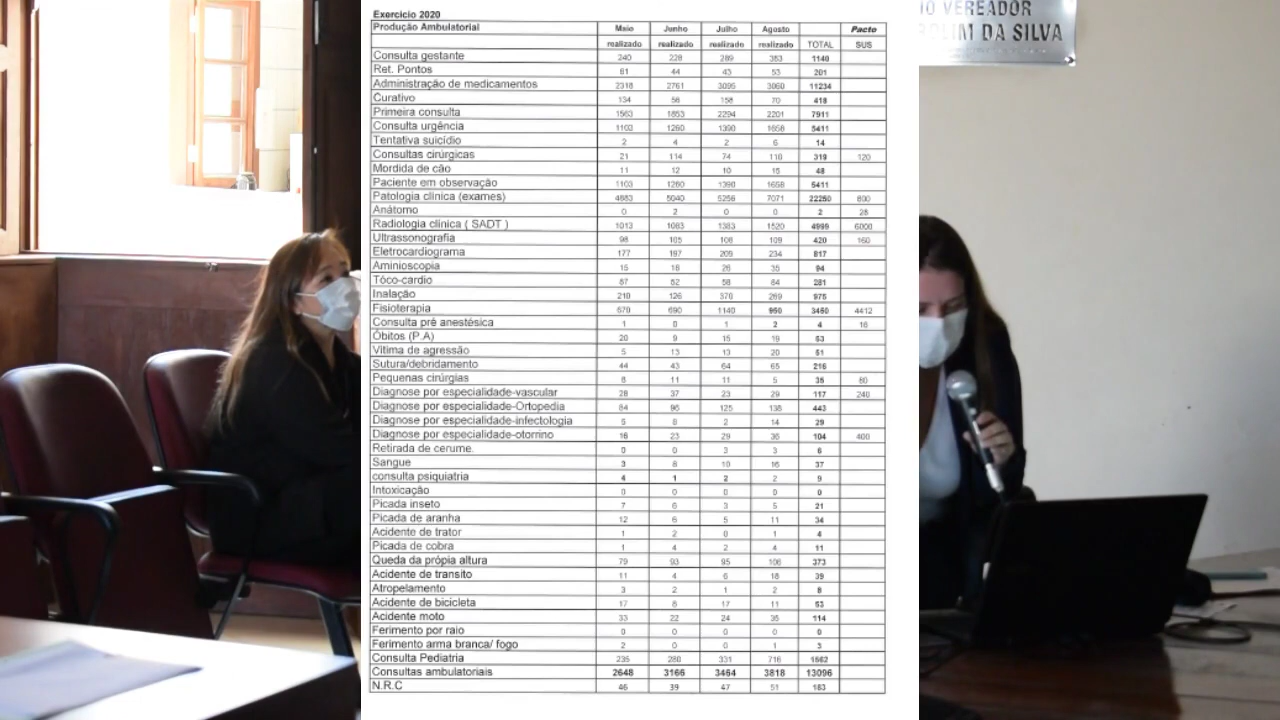 Exercício 2020
Produção Ambulatorial Maio Junho Julho Agosto Pacto
realizado realizado realizado realizado TOTAL SUS
Consulta gestante 240 228 289 383 1140
Ret. Pontos 61 44 43 53 201
Administração de medicamentos 2318 2761 3095 3060 11234
Curativo 134 56 158 70 418
Primeira consulta 1563 1853 2294 2201 7911
Consulta urgência 1103 1260 1390 1658 5411
Tentativa suicídio 2 4 2 6 14
Consultas cirúrgicas 21 114 74 110 319 120
Mordida de cão 11 12 10 15 48
Paciente em observação 1103 1260 1390 1658 5411
Patologia clínica (exames) 4883 5040 5256 7071 22250 800
Anátomo 0 2 0 0 2 28
Radiologia clínica ( SADT ) 1013 1083 1383 1520 4999 6000
Ultrassonografia 98 105 108 109 420 160
Eletrocardiograma 177 197 209 234 817
Aminioscopia 15 18 26 35 94
Tóco-cardio 87 52 58 84 281
Inalação 210 126 370 269 975
Fisioterapia 670 690 1140 950 3450 4412
Consulta pré anestésica 1 0 1 2 4 16
Óbitos (P.A) 20 9 15 19 63
Vítima de agressão 5 13 13 20 51
Sutura/debridamento 44 43 64 65 216
Pequenas cirúrgias 8 11 11 5 35 80
Diagnose por especialidade-vascular 28 37 23 29 117 240
Diagnose por especialidade-Ortopedia 84 96 125 138 443
Diagnose por especialidade-infectologia 5 8 2 14 29
Diagnose por especialidade-otorrino 16 23 29 36 104 400
Retirada de cerume. 0 0 3 3 6
Sangue 3 8 10 16 37
consulta psiquiatria 4 1 2 2 9
Intoxicação 0 0 0 0 0
Picada inseto 7 6 3 5 21
Picada de aranha 12 6 5 11 34
Acidente de trator 1 2 0 1 4
Picada de cobra 1 4 2 4 11
Queda da própia altura 79 93 95 106 373
Acidente de transito 11 4 6 18 39
Atropelamento 3 2 1 2 8
Acidente de bicicleta 17 8 17 11 53
Acidente moto 33 22 24 35 114
Ferimento por raio 0 0 0 0 0
Ferimento arma branca/ fogo 2 0 0 1 3
Consulta Pediatria 235 280 331 716 1562
Consultas ambulatoriais 2648 3166 3464 3818 13096
N.R.C 46 39 47 51 183
IO VEREADOR
OLIM DA SILVA